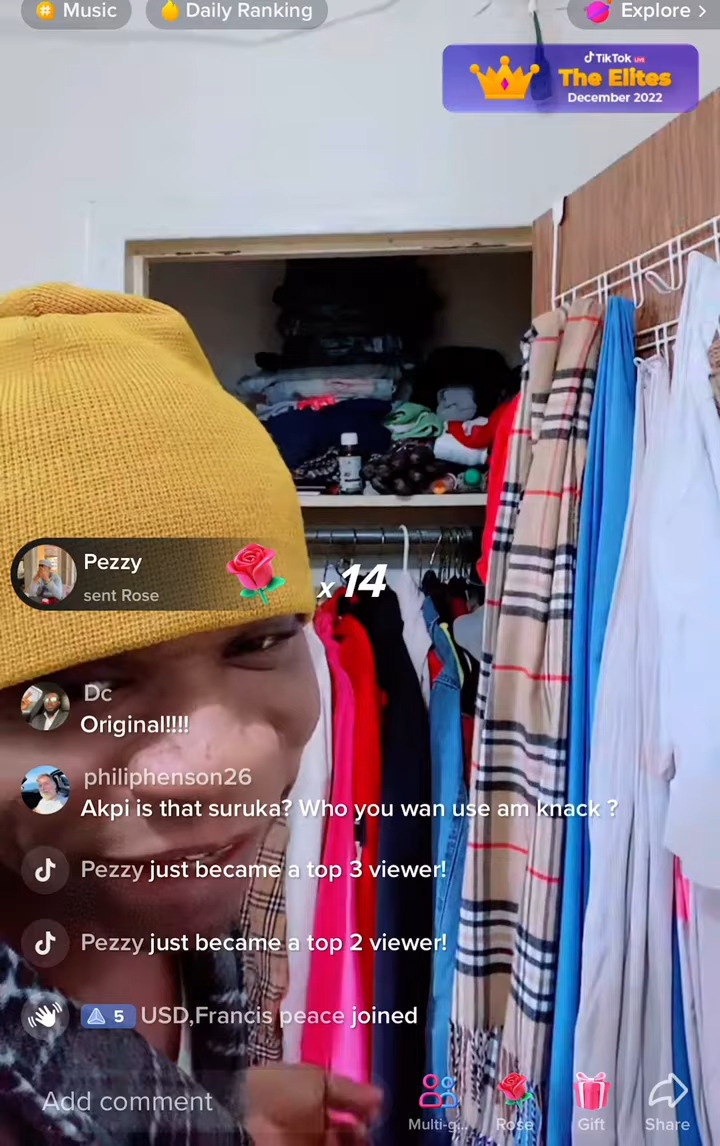 Music
Daily Ranking
Explore >
TikTok LIVE
The Elites
December 2022
Pezzy
sent Rose
x 14
Dc
Original!!!!
philiphenson26
Akpi is that suruka? Who you wan use am knack ?
Pezzy just became a top 3 viewer!
Pezzy just became a top 2 viewer!
5 USD,Francis peace joined
Add comment
Multi-g...
Rose
Gift
Share